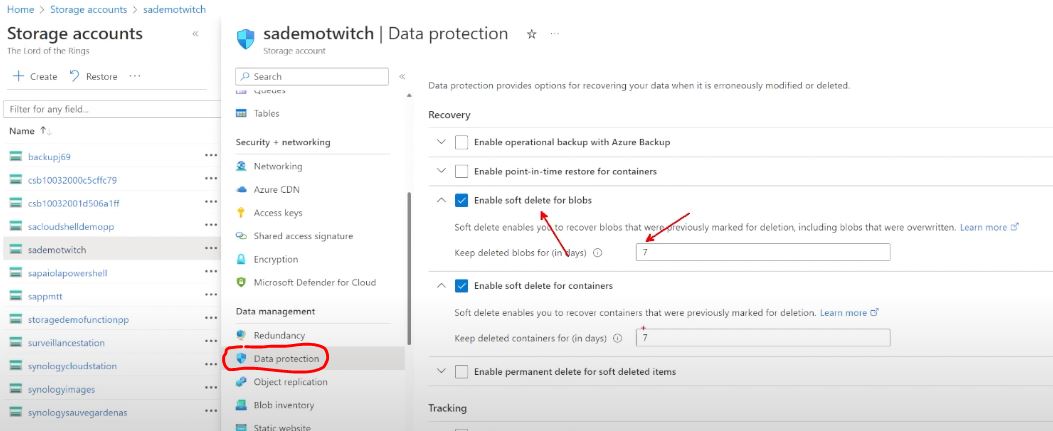 Home > Storage accounts > sademotwitch
Storage accounts «
The Lord of the Rings
+ Create Restore ...
Filter for any field...
Name ↑↓
backupj69 ...
csb10032000c5cffc79 ...
csb10032001d506a1ff ...
sacloudshelldemopp ...
sademotwitch ...
sapaiolapowershell ...
sappmtt ...
storagedemofunctionpp ...
surveillancestation ...
synologycloudstation ...
synologyimages ...
synologysauvegardenas ...
sademotwitch | Data protection ☆ ...
Storage account
Search «
Queues
Tables
Security + networking
Networking
Azure CDN
Access keys
Shared access signature
Encryption
Microsoft Defender for Cloud
Data management
Redundancy
Data protection
Object replication
Blob inventory
Static website
Data protection provides options for recovering your data when it is erroneously modified or deleted.
Recovery
Enable operational backup with Azure Backup
Enable point-in-time restore for containers
Enable soft delete for blobs
Soft delete enables you to recover blobs that were previously marked for deletion, including blobs that were overwritten. Learn more
Keep deleted blobs for (in days) 7
Enable soft delete for containers
Soft delete enables you to recover containers that were previously marked for deletion. Learn more
Keep deleted containers for (in days) 7
Enable permanent delete for soft deleted items
Tracking